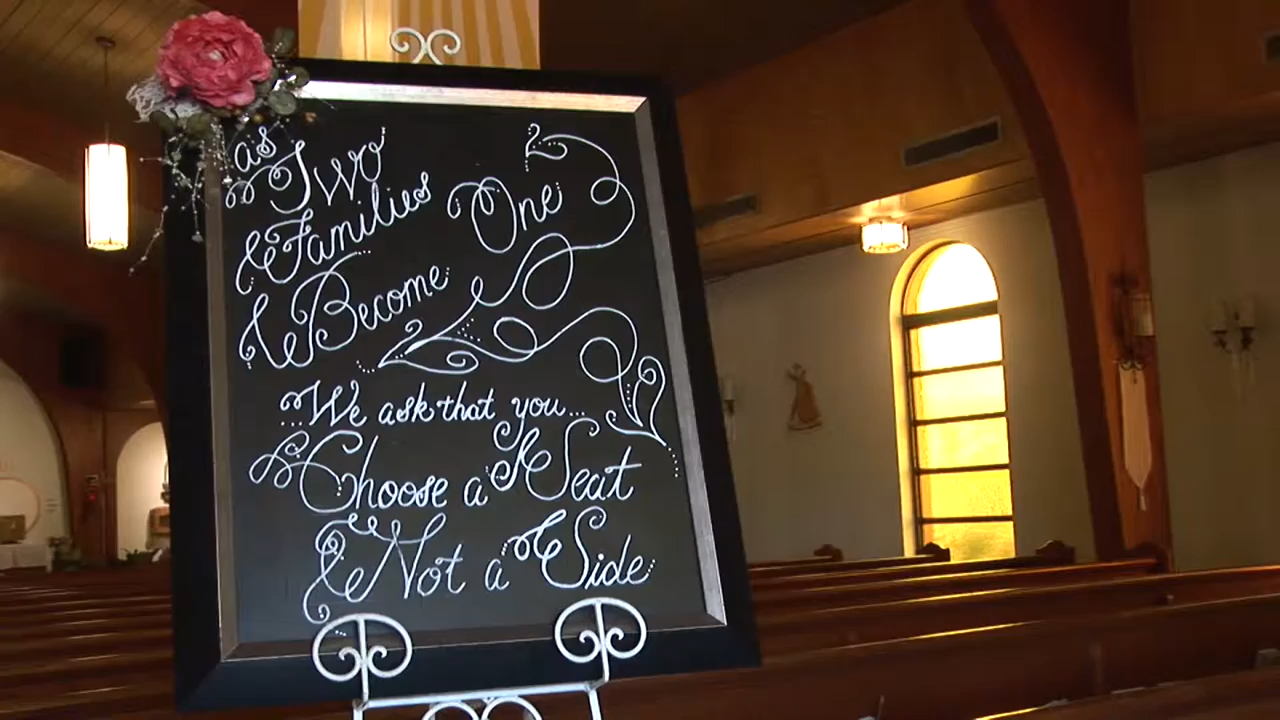 as Two
Families
Become One
We ask that you...
Choose a Seat
Not a Side